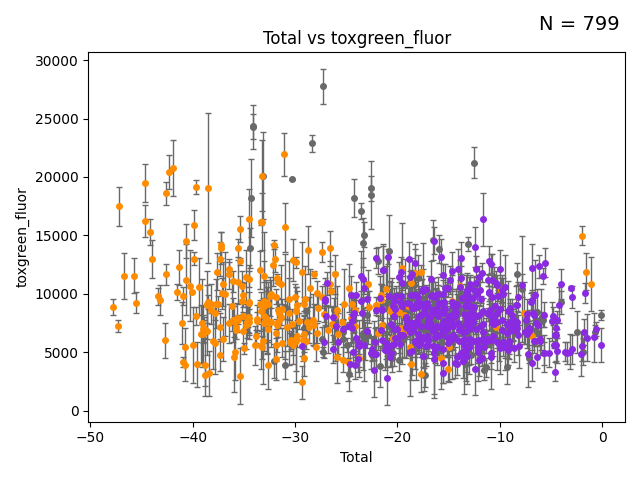 N = 799
Total vs toxgreen_fluor
30000
25000
20000
15000
10000
5000
0
toxgreen_fluor
−50 −40 −30 −20 −10 0
Total